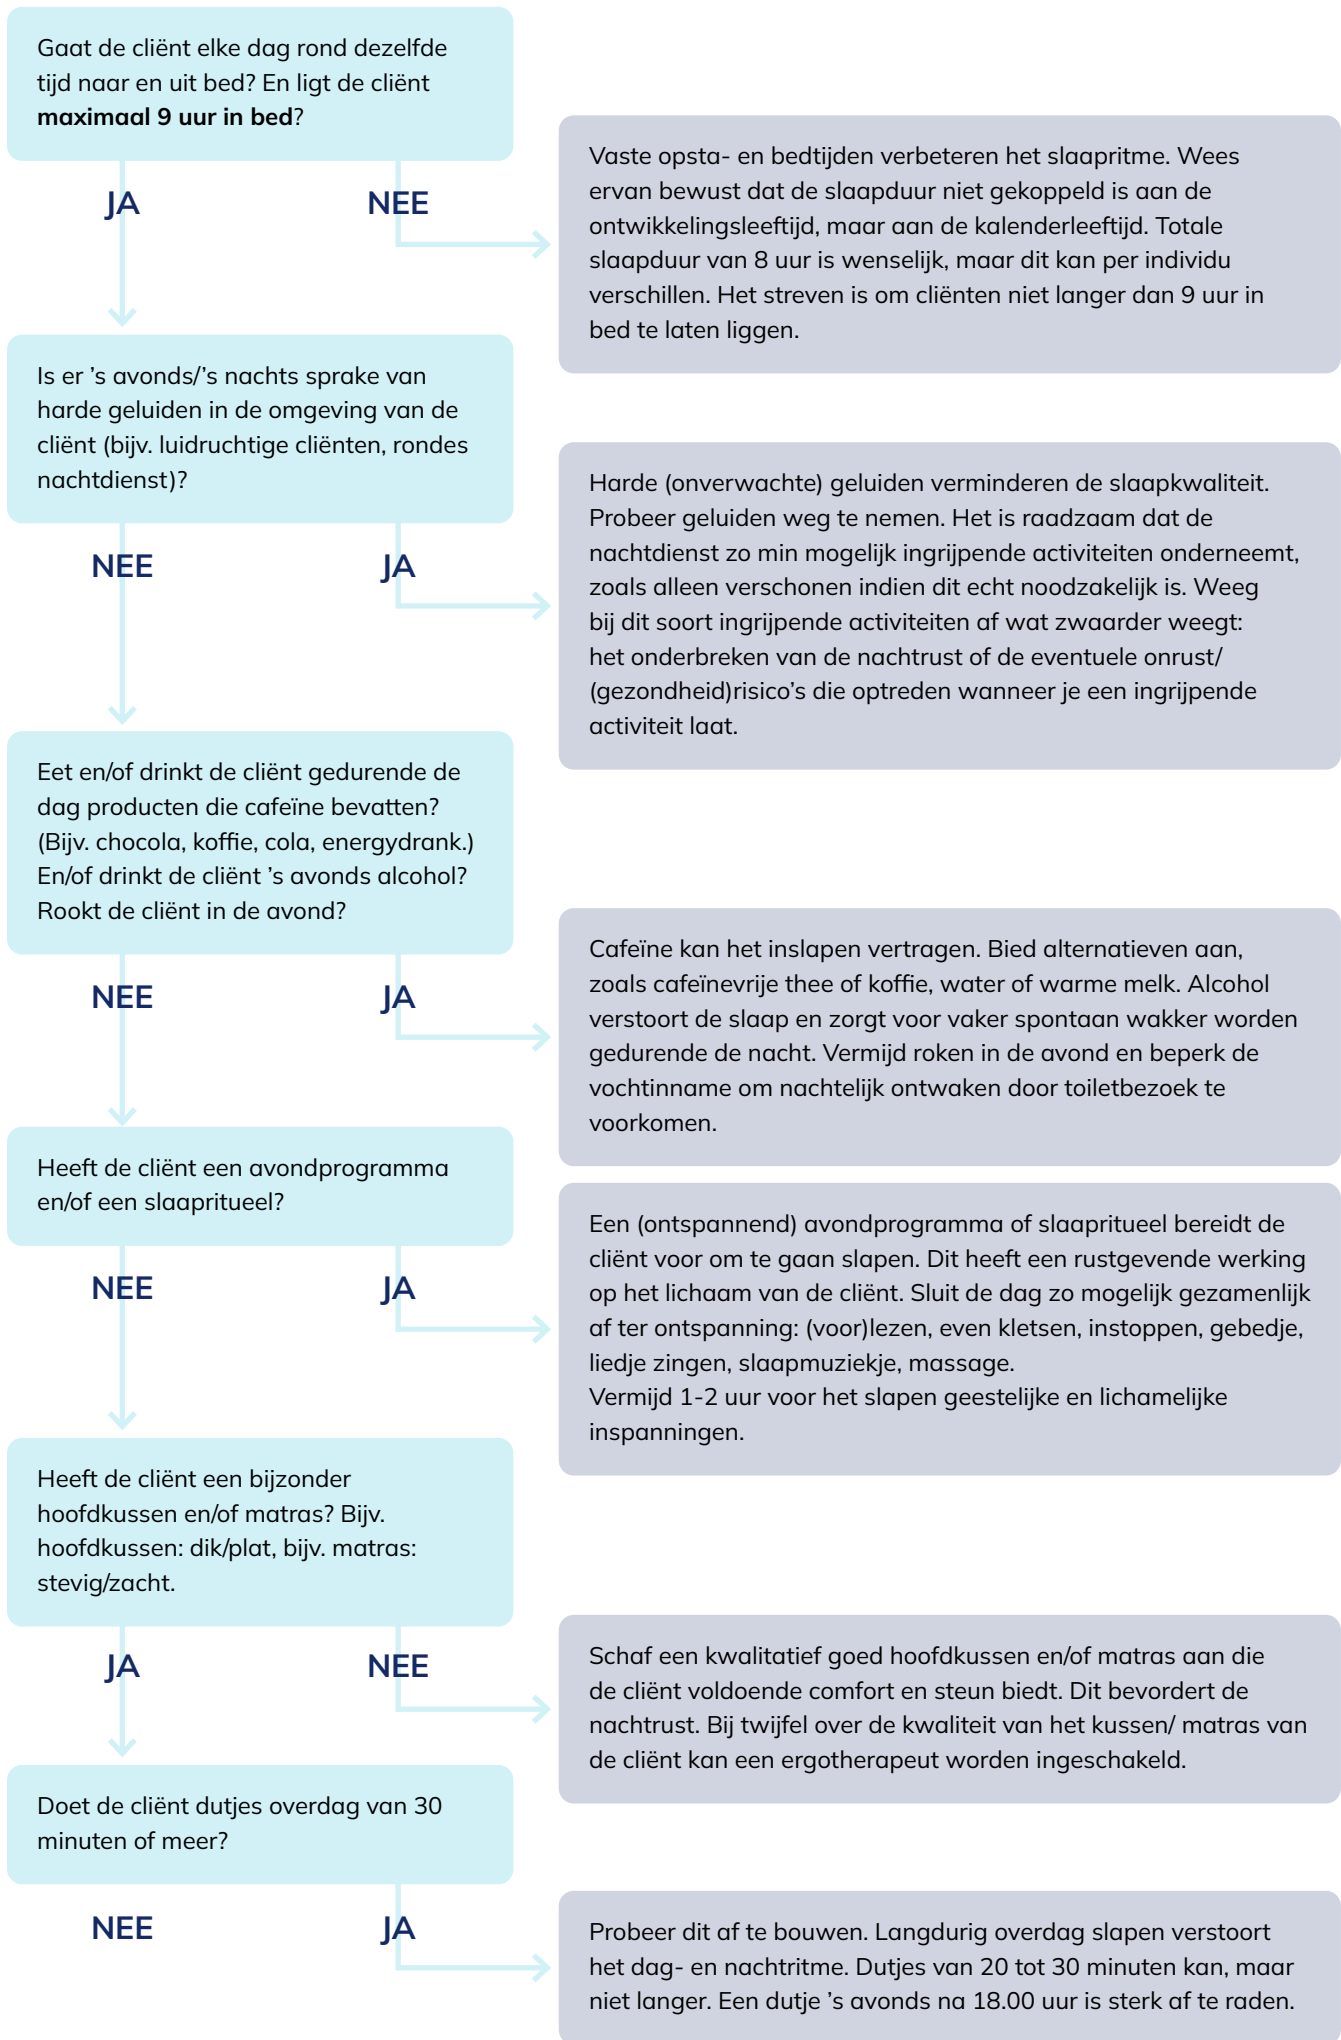 Gaat de cliënt elke dag rond dezelfde
tijd naar en uit bed? En ligt de cliënt
maximaal 9 uur in bed?
JA
NEE
Vaste opsta- en bedtijden verbeteren het slaapritme. Wees
ervan bewust dat de slaapduur niet gekoppeld is aan de
ontwikkelingsleeftijd, maar aan de kalenderleeftijd. Totale
slaapduur van 8 uur is wenselijk, maar dit kan per individu
verschillen. Het streven is om cliënten niet langer dan 9 uur in
bed te laten liggen.
Is er ’s avonds/’s nachts sprake van
harde geluiden in de omgeving van de
cliënt (bijv. luidruchtige cliënten, rondes
nachtdienst)?
NEE
JA
Harde (onverwachte) geluiden verminderen de slaapkwaliteit.
Probeer geluiden weg te nemen. Het is raadzaam dat de
nachtdienst zo min mogelijk ingrijpende activiteiten onderneemt,
zoals alleen verschonen indien dit echt noodzakelijk is. Weeg
bij dit soort ingrijpende activiteiten af wat zwaarder weegt:
het onderbreken van de nachtrust of de eventuele onrust/
(gezondheid)risico’s die optreden wanneer je een ingrijpende
activiteit laat.
Eet en/of drinkt de cliënt gedurende de
dag producten die cafeïne bevatten?
(Bijv. chocola, koffie, cola, energydrank.)
En/of drinkt de cliënt ’s avonds alcohol?
Rookt de cliënt in de avond?
NEE
JA
Cafeïne kan het inslapen vertragen. Bied alternatieven aan,
zoals cafeïnevrije thee of koffie, water of warme melk. Alcohol
verstoort de slaap en zorgt voor vaker spontaan wakker worden
gedurende de nacht. Vermijd roken in de avond en beperk de
vochtinname om nachtelijk ontwaken door toiletbezoek te
voorkomen.
Heeft de cliënt een avondprogramma
en/of een slaapritueel?
NEE
JA
Een (ontspannend) avondprogramma of slaapritueel bereidt de
cliënt voor om te gaan slapen. Dit heeft een rustgevende werking
op het lichaam van de cliënt. Sluit de dag zo mogelijk gezamenlijk
af ter ontspanning: (voor)lezen, even kletsen, instoppen, gebedje,
liedje zingen, slaapmuziekje, massage.
Vermijd 1-2 uur voor het slapen geestelijke en lichamelijke
inspanningen.
Heeft de cliënt een bijzonder
hoofdkussen en/of matras? Bijv.
hoofdkussen: dik/plat, bijv. matras:
stevig/zacht.
JA
NEE
Schaf een kwalitatief goed hoofdkussen en/of matras aan die
de cliënt voldoende comfort en steun biedt. Dit bevordert de
nachtrust. Bij twijfel over de kwaliteit van het kussen/ matras van
de cliënt kan een ergotherapeut worden ingeschakeld.
Doet de cliënt dutjes overdag van 30
minuten of meer?
NEE
JA
Probeer dit af te bouwen. Langdurig overdag slapen verstoort
het dag- en nachtritme. Dutjes van 20 tot 30 minuten kan, maar
niet langer. Een dutje ’s avonds na 18.00 uur is sterk af te raden.